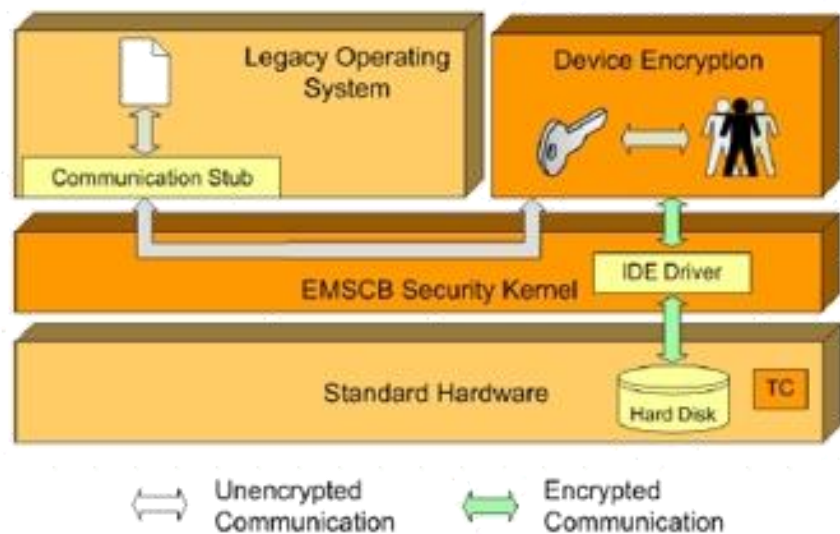 Legacy Operating
System
Device Encryption
Communication Stub
EMSCB Security Kernel
IDE Driver
Standard Hardware
Hard Disk
TC
Unencrypted
Communication
Encrypted
Communication